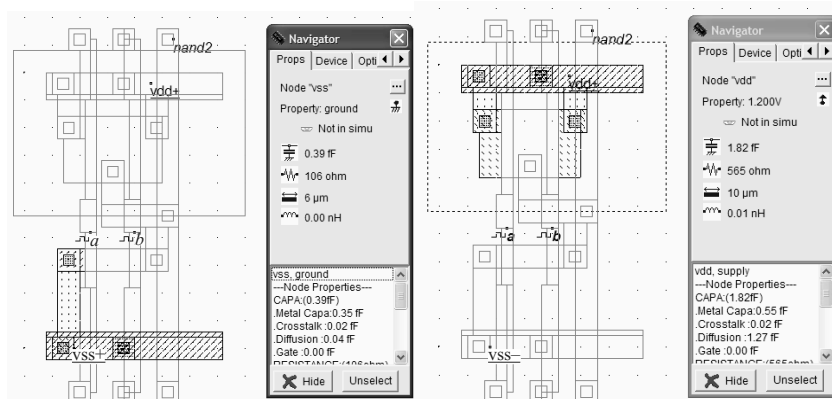 nand2
vdd+
a
b
vss+
Navigator
Props
Device
Opti
Node "vss"
...
Property: ground
Not in simu
0.39 fF
106 ohm
6 µm
0.00 nH
vss, ground
---Node Properties---
CAPA:(0.39fF)
.Metal Capa:0.35 fF
.Crosstalk :0.02 fF
.Diffusion :0.04 fF
.Gate :0.00 fF
RESISTANCE:(106ohm)
Hide
Unselect
nand2
vdd+
a
b
vss-
Navigator
Props
Device
Opti
Node "vdd"
...
Property: 1.200V
Not in simu
1.82 fF
565 ohm
10 µm
0.01 nH
vdd, supply
---Node Properties---
CAPA:(1.82fF)
.Metal Capa:0.55 fF
.Crosstalk :0.02 fF
.Diffusion :1.27 fF
.Gate :0.00 fF
RESISTANCE:(565ohm)
Hide
Unselect